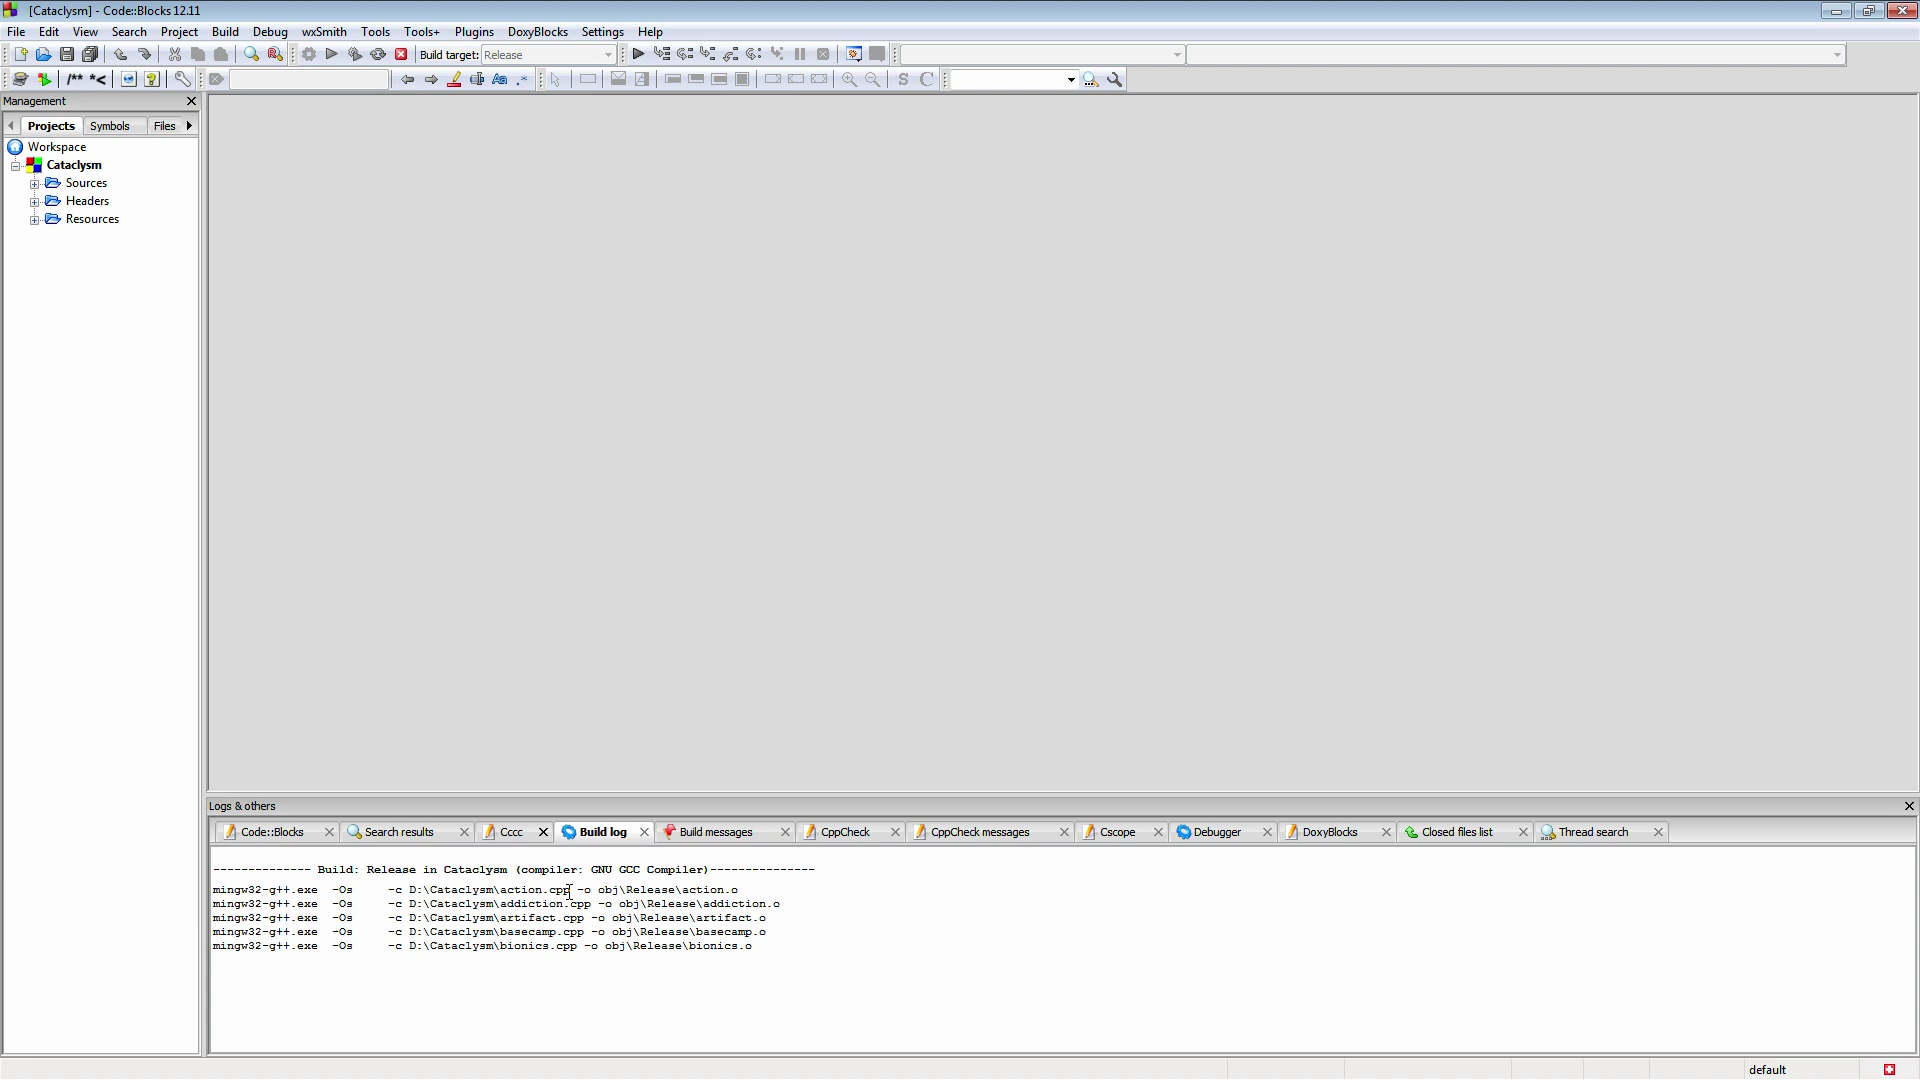 [Cataclysm] - Code::Blocks 12.11
File Edit View Search Project Build Debug wxSmith Tools Tools+ Plugins DoxyBlocks Settings Help
Build target: Release
/** *<
Aa .*
S C
Management
Projects Symbols Files
Workspace
Cataclysm
Sources
Headers
Resources
Logs & others
Code::Blocks Search results Cccc Build log Build messages CppCheck CppCheck messages Cscope Debugger DoxyBlocks Closed files list Thread search
-------------- Build: Release in Cataclysm (compiler: GNU GCC Compiler)---------------
mingw32-g++.exe -Os -c D:\Cataclysm\action.cpp -o obj\Release\action.o
mingw32-g++.exe -Os -c D:\Cataclysm\addiction.cpp -o obj\Release\addiction.o
mingw32-g++.exe -Os -c D:\Cataclysm\artifact.cpp -o obj\Release\artifact.o
mingw32-g++.exe -Os -c D:\Cataclysm\basecamp.cpp -o obj\Release\basecamp.o
mingw32-g++.exe -Os -c D:\Cataclysm\bionics.cpp -o obj\Release\bionics.o
default